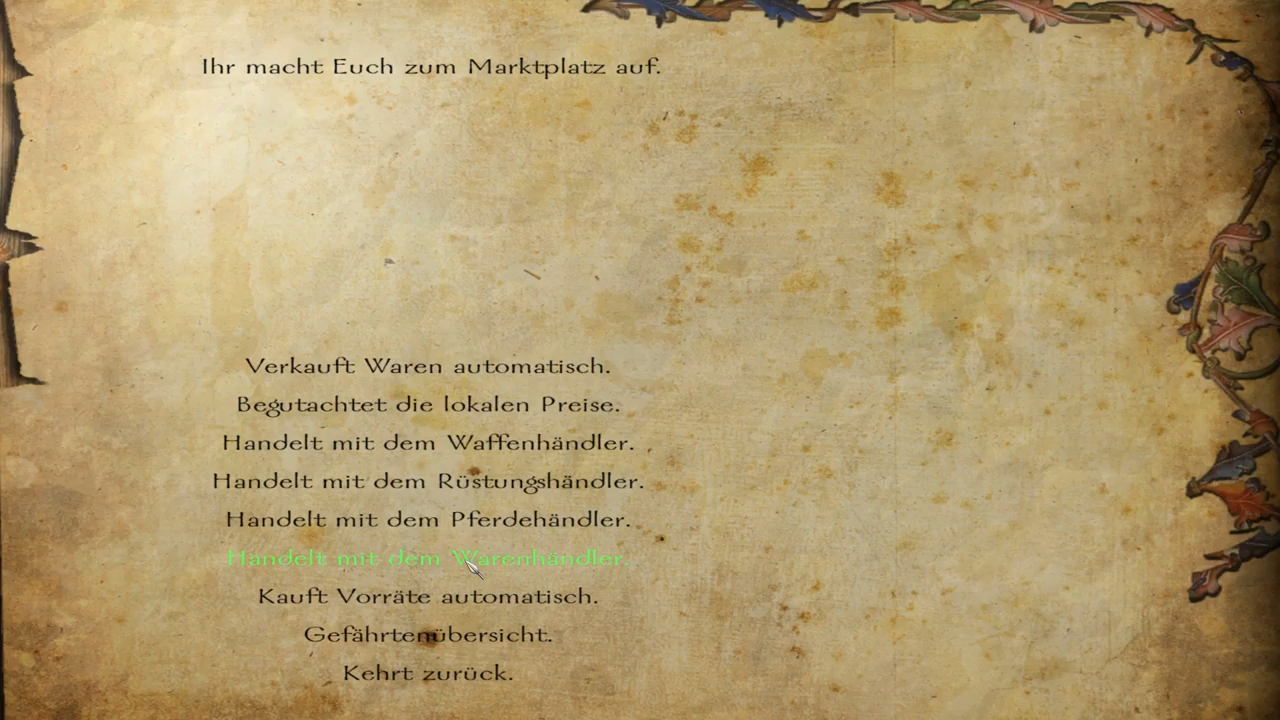 Ihr macht Euch zum Marktplatz auf.
Verkauft Waren automatisch.
Begutachtet die lokalen Preise.
Handelt mit dem Waffenhändler.
Handelt mit dem Rüstungshändler.
Handelt mit dem Pferdehändler.
Handelt mit dem Warenhändler.
Kauft Vorräte automatisch.
Gefährtenübersicht.
Kehrt zurück.